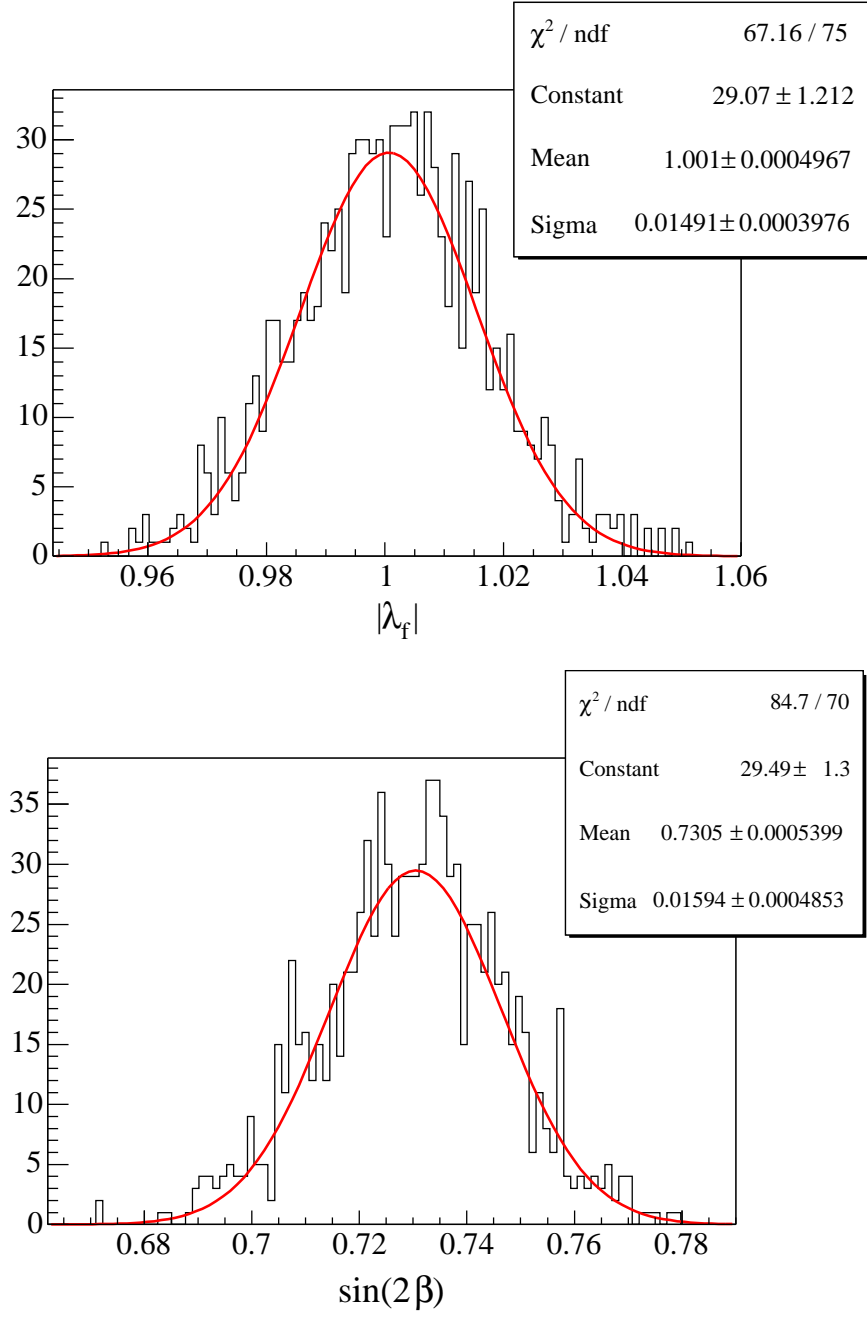 χ² / ndf 67.16 / 75
Constant 29.07 ± 1.212
Mean 1.001± 0.0004967
Sigma 0.01491± 0.0003976
30
25
20
15
10
5
0
0.96 0.98 1 1.02 1.04 1.06
|λf|
χ² / ndf 84.7 / 70
Constant 29.49 ± 1.3
Mean 0.7305 ± 0.0005399
Sigma 0.01594 ± 0.0004853
35
30
25
20
15
10
5
0
0.68 0.7 0.72 0.74 0.76 0.78
sin(2β)